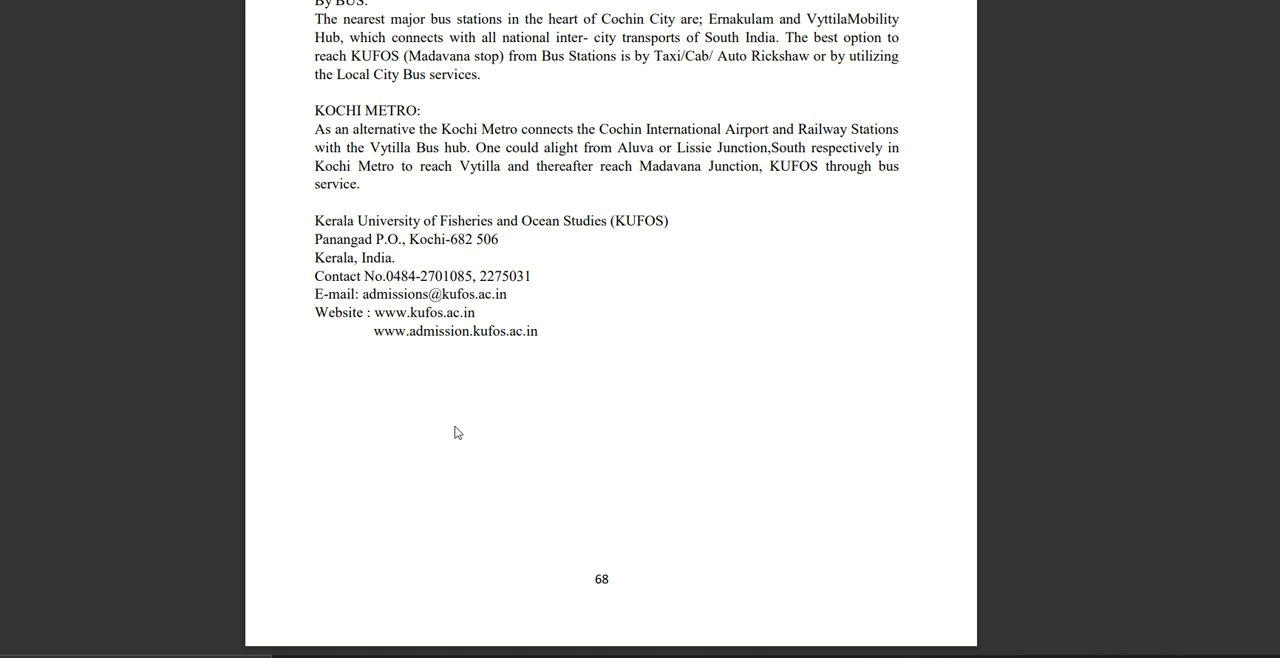 By BUS:
The nearest major bus stations in the heart of Cochin City are; Ernakulam and VyttilaMobility
Hub, which connects with all national inter- city transports of South India. The best option to
reach KUFOS (Madavana stop) from Bus Stations is by Taxi/Cab/ Auto Rickshaw or by utilizing
the Local City Bus services.
KOCHI METRO:
As an alternative the Kochi Metro connects the Cochin International Airport and Railway Stations
with the Vytilla Bus hub. One could alight from Aluva or Lissie Junction,South respectively in
Kochi Metro to reach Vytilla and thereafter reach Madavana Junction, KUFOS through bus
service.
Kerala University of Fisheries and Ocean Studies (KUFOS)
Panangad P.O., Kochi-682 506
Kerala, India.
Contact No.0484-2701085, 2275031
E-mail: admissions@kufos.ac.in
Website : www.kufos.ac.in
www.admission.kufos.ac.in
68